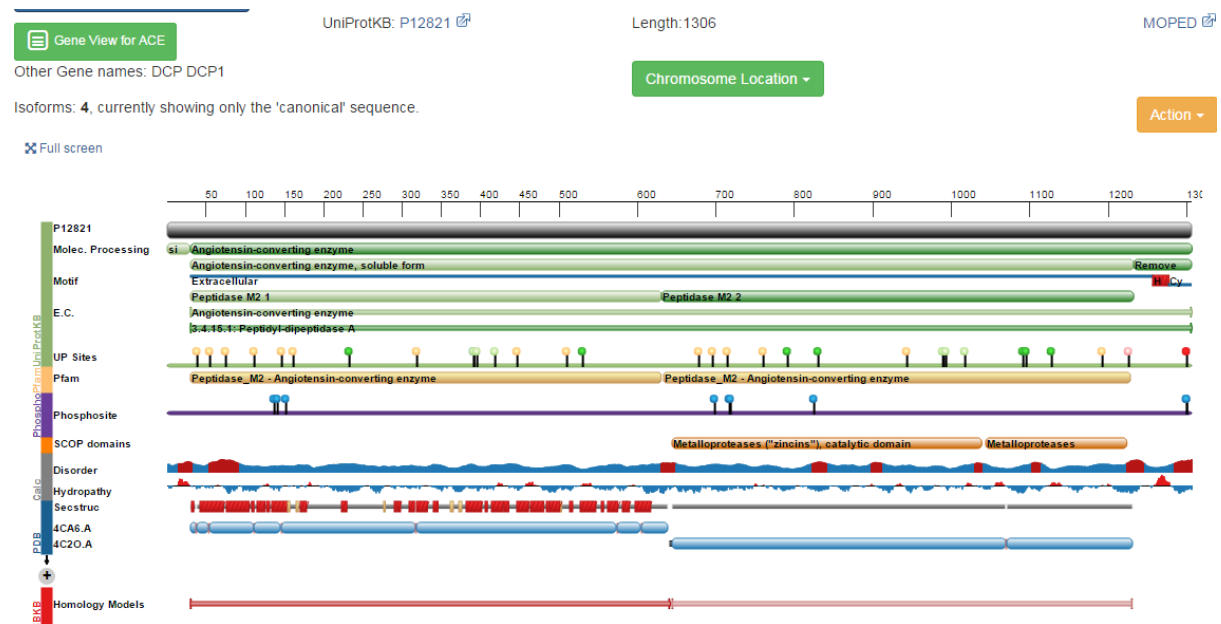 UniProtKB: P12821
Length:1306
MOPED
Gene View for ACE
Other Gene names: DCP DCP1
Chromosome Location
Isoforms: 4, currently showing only the 'canonical' sequence.
Action
Full screen
50 100 150 200 250 300 350 400 450 500 600 700 800 900 1000 1100 1200 130
P12821
Molec. Processing
si Angiotensin-converting enzyme
Angiotensin-converting enzyme, soluble form Remove
Motif
Extracellular H Cy
Peptidase M2 1 Peptidase M2 2
E.C.
Angiotensin-converting enzyme
3.4.15.1: Peptidyl-dipeptidase A
UniProtKB
UP Sites
Pfam
Pfam
Peptidase_M2 - Angiotensin-converting enzyme Peptidase_M2 - Angiotensin-converting enzyme
Phospho
Phosphosite
SCOP domains
Metalloproteases ("zincins"), catalytic domain Metalloproteases
Disorder
Calc
Hydropathy
Secstruc
PDB
4CA6.A
4C2O.A
BKB
Homology Models